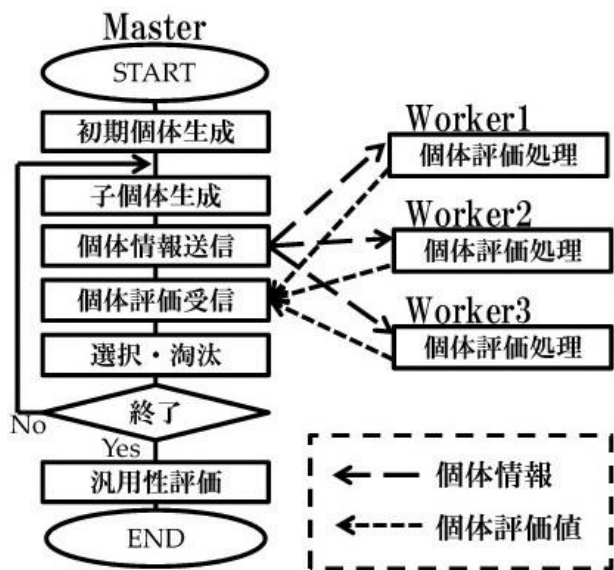 Master
START
初期個体生成
子個体生成
個体情報送信
個体評価受信
選択・淘汰
終了
No
Yes
汎用性評価
END
Worker1
個体評価処理
Worker2
個体評価処理
Worker3
個体評価処理
個体情報
個体評価値